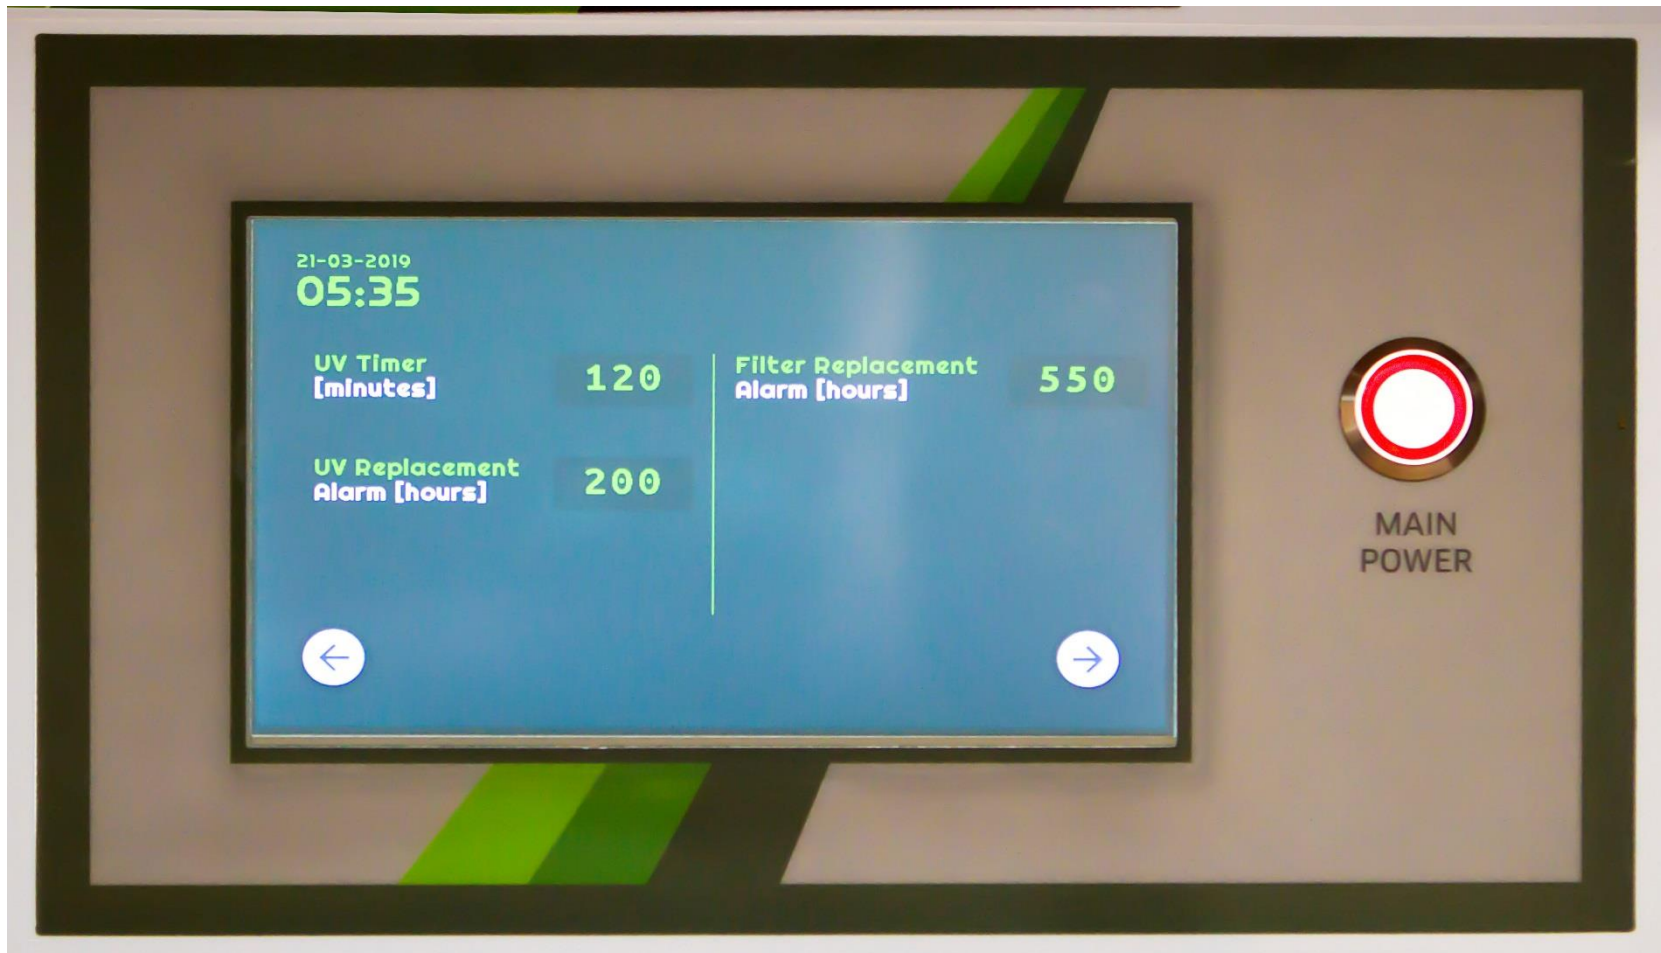 21-03-2019
05:35
UV Timer
[minutes]
120
UV Replacement
Alarm [hours]
200
Filter Replacement
Alarm [hours]
550
MAIN
POWER